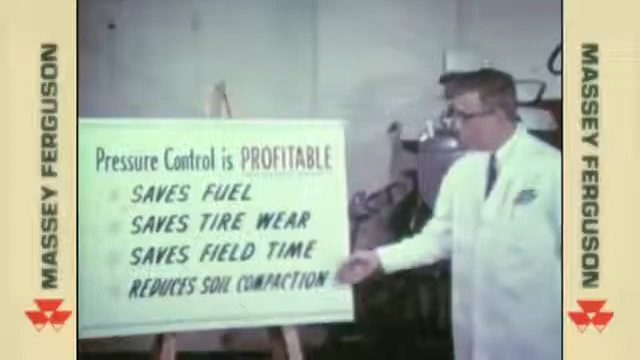 MASSEY FERGUSON
Pressure Control is PROFITABLE
SAVES FUEL
SAVES TIRE WEAR
SAVES FIELD TIME
REDUCES SOIL COMPACTION
MASSEY FERGUSON